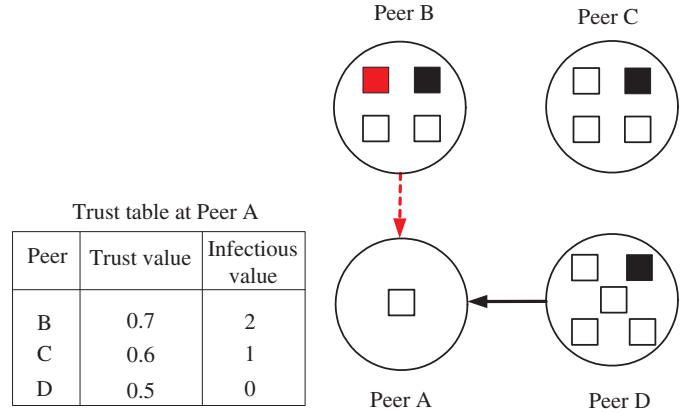 Peer B
Peer C
Trust table at Peer A
Peer Trust value Infectious value
B 0.7 2
C 0.6 1
D 0.5 0
Peer A
Peer D